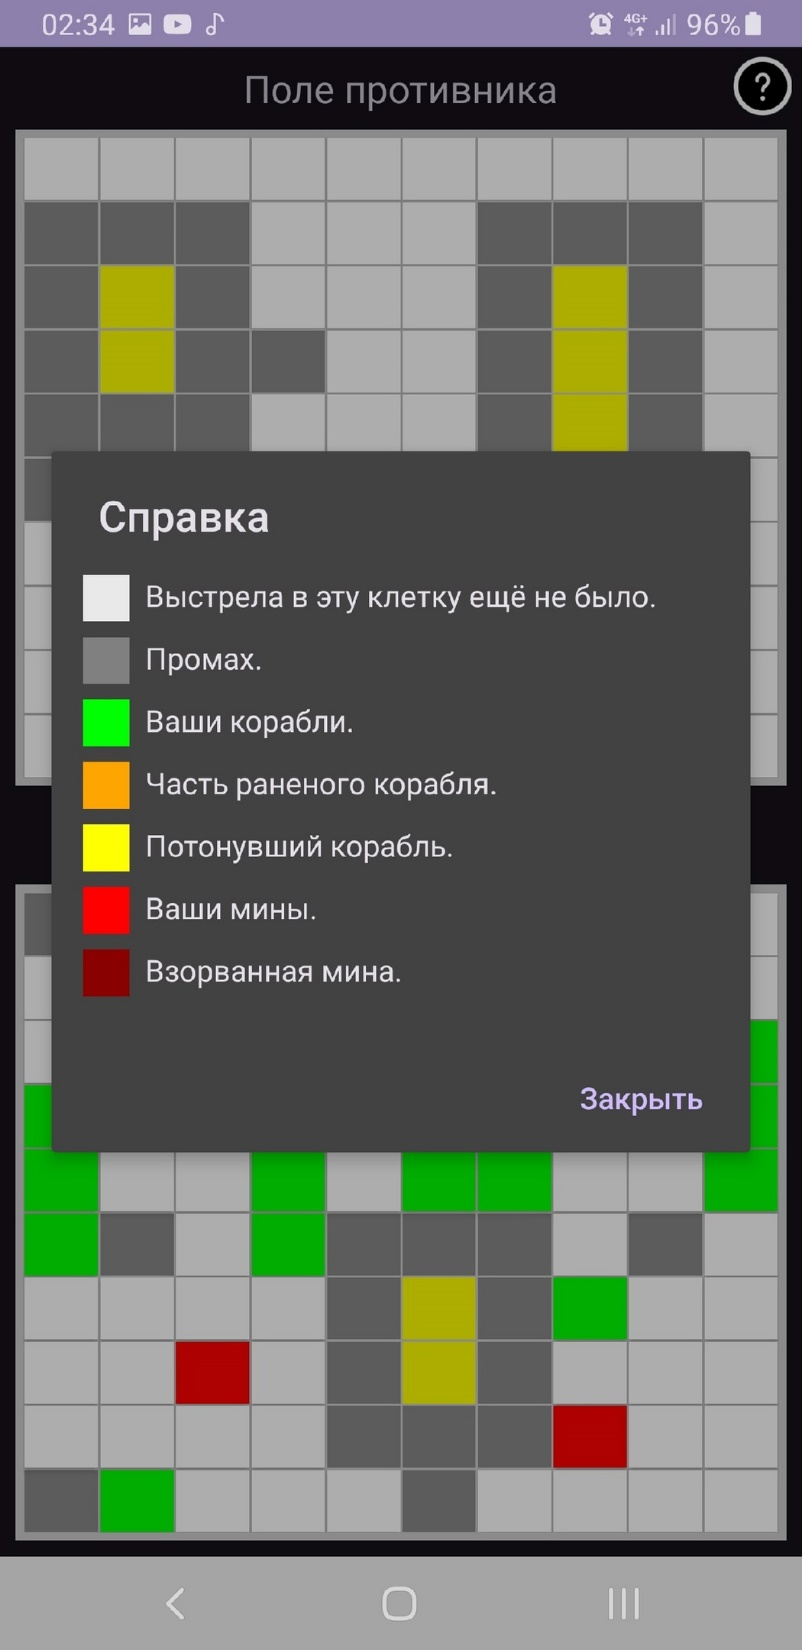 02:34 4G+ 96%
Поле противника ?
Справка
Выстрела в эту клетку ещё не было.
Промах.
Ваши корабли.
Часть раненого корабля.
Потонувший корабль.
Ваши мины.
Взорванная мина.
Закрыть